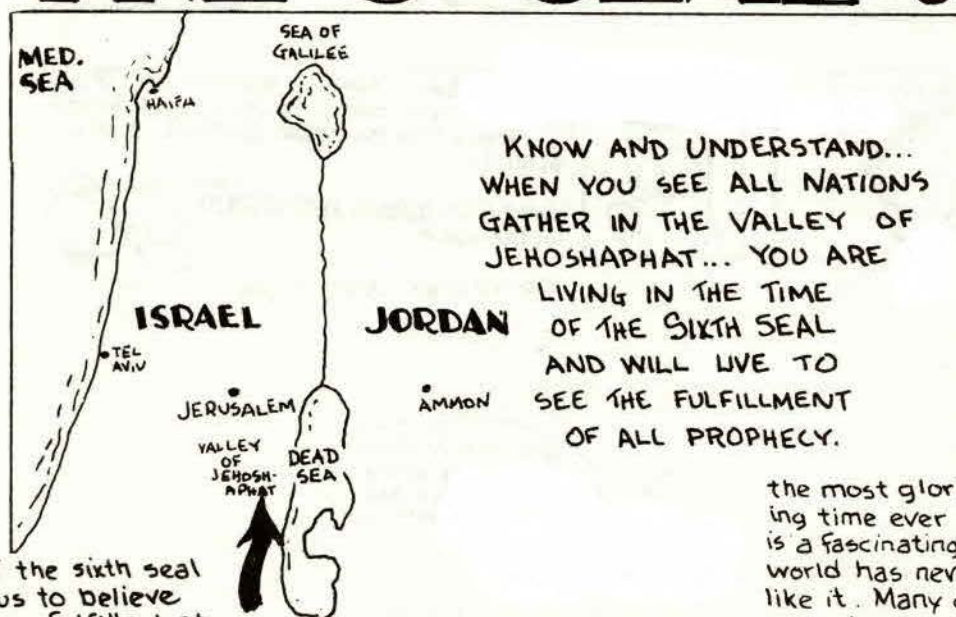 MED.
SEA
HAIFA
SEA OF
GALILEE
KNOW AND UNDERSTAND...
WHEN YOU SEE ALL NATIONS
GATHER IN THE VALLEY OF
JEHOSHAPHAT... YOU ARE
LIVING IN THE TIME
OF THE SIXTH SEAL
AND WILL LIVE TO
SEE THE FULFILLMENT
OF ALL PROPHECY.
ISRAEL
JORDAN
TEL
AVIV
JERUSALEM
AMMON
VALLEY
OF
JEHOSH-
APHAT
DEAD
SEA
the sixth seal
us to believe
the most glor
ing time ever
is a fascinating
world has nev
like it. Many